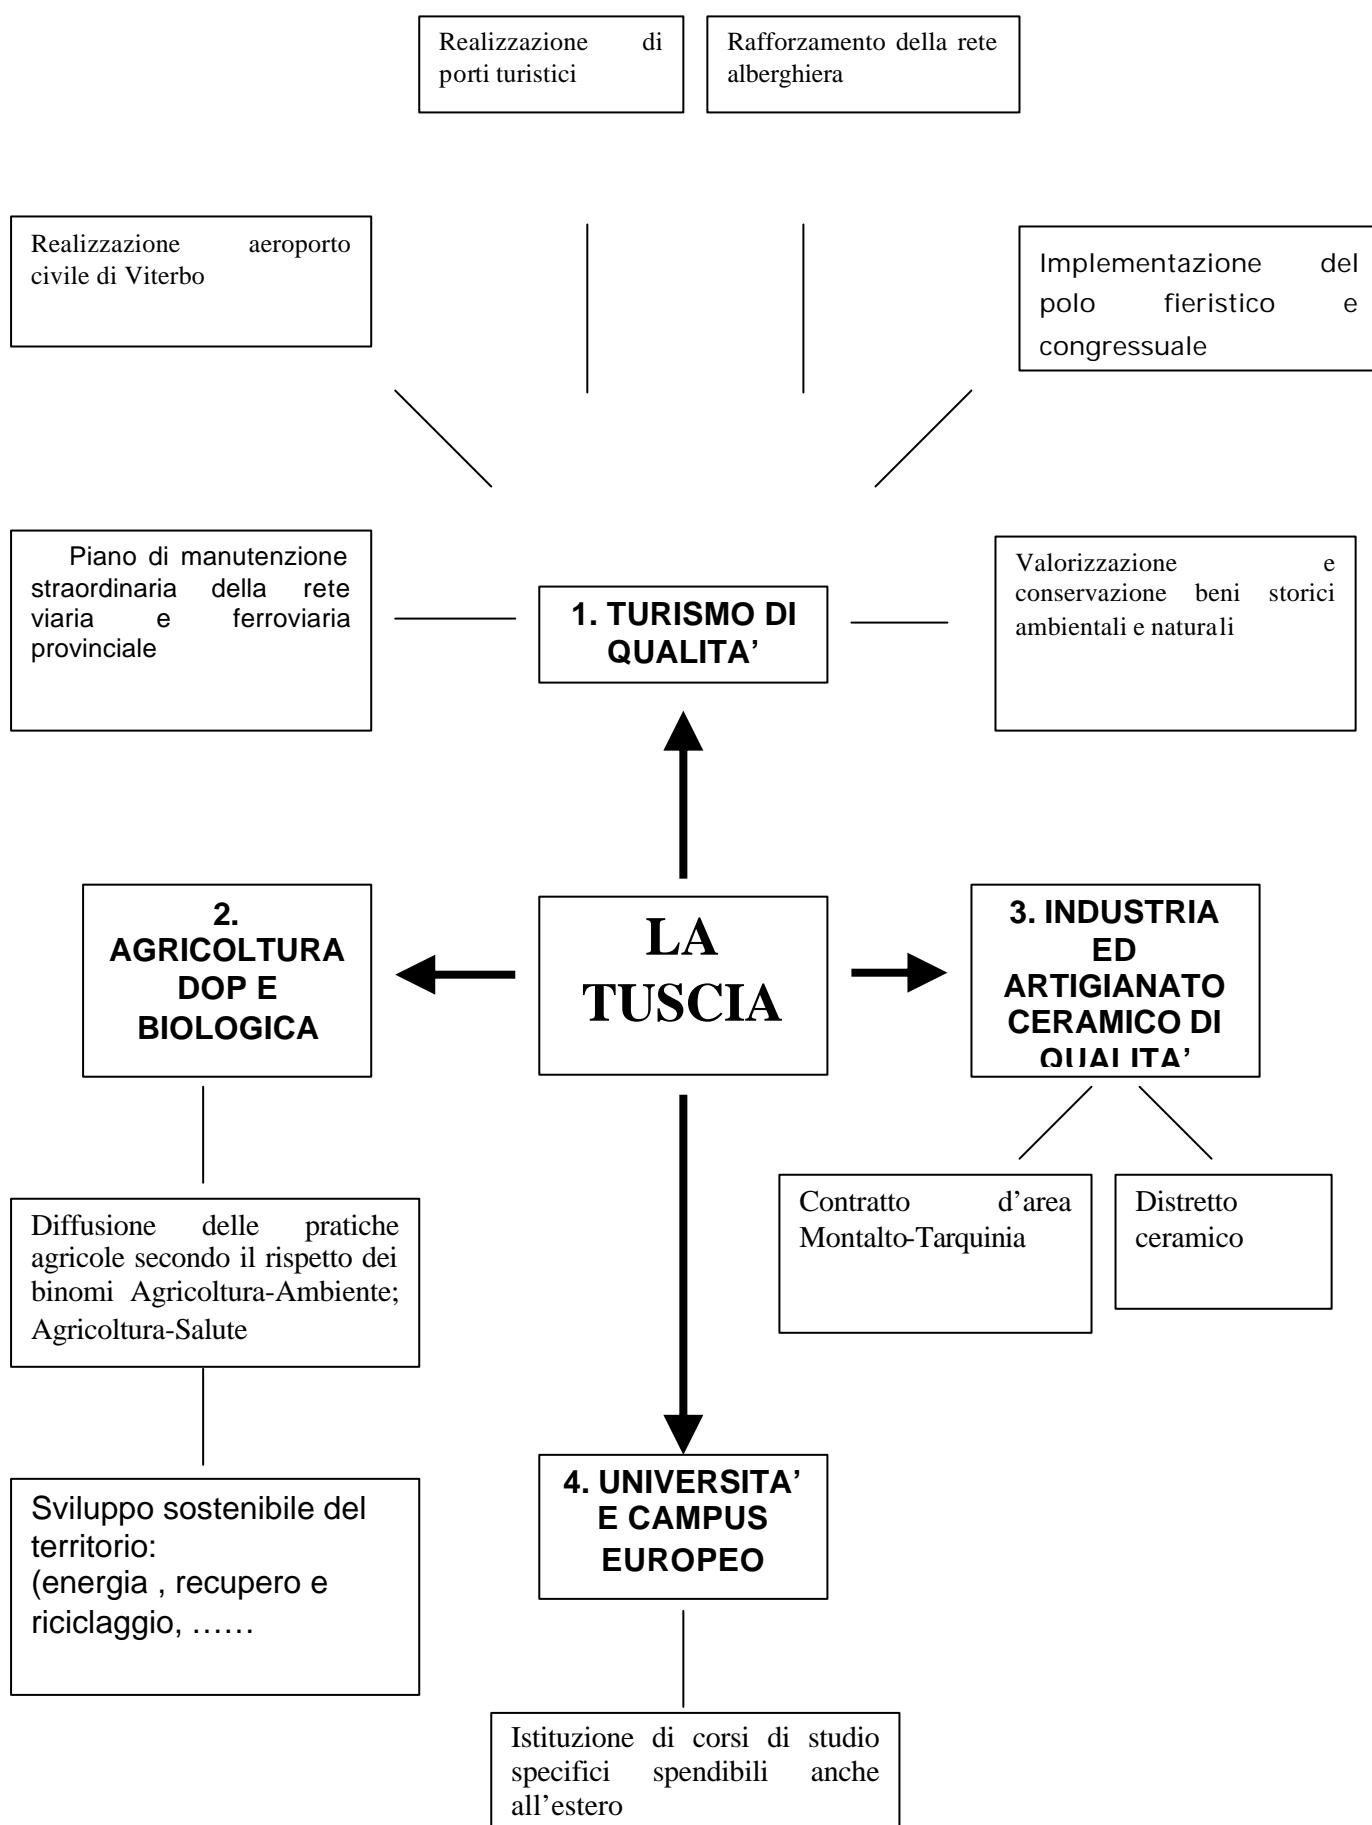 Realizzazione di
porti turistici
Rafforzamento della rete
alberghiera
Realizzazione aeroporto
civile di Viterbo
Implementazione del
polo fieristico e
congressuale
Piano di manutenzione
straordinaria della rete
viaria e ferroviaria
provinciale
1. TURISMO DI
QUALITA’
Valorizzazione e
conservazione beni storici
ambientali e naturali
2.
AGRICOLTURA
DOP E
BIOLOGICA
LA
TUSCIA
3. INDUSTRIA
ED
ARTIGIANATO
CERAMICO DI
QUALITA’
Diffusione delle pratiche
agricole secondo il rispetto dei
binomi Agricoltura-Ambiente;
Agricoltura-Salute
Contratto d’area
Montalto-Tarquinia
Distretto
ceramico
Sviluppo sostenibile del
territorio:
(energia , recupero e
riciclaggio, ……
4. UNIVERSITA’
E CAMPUS
EUROPEO
Istituzione di corsi di studio
specifici spendibili anche
all’estero